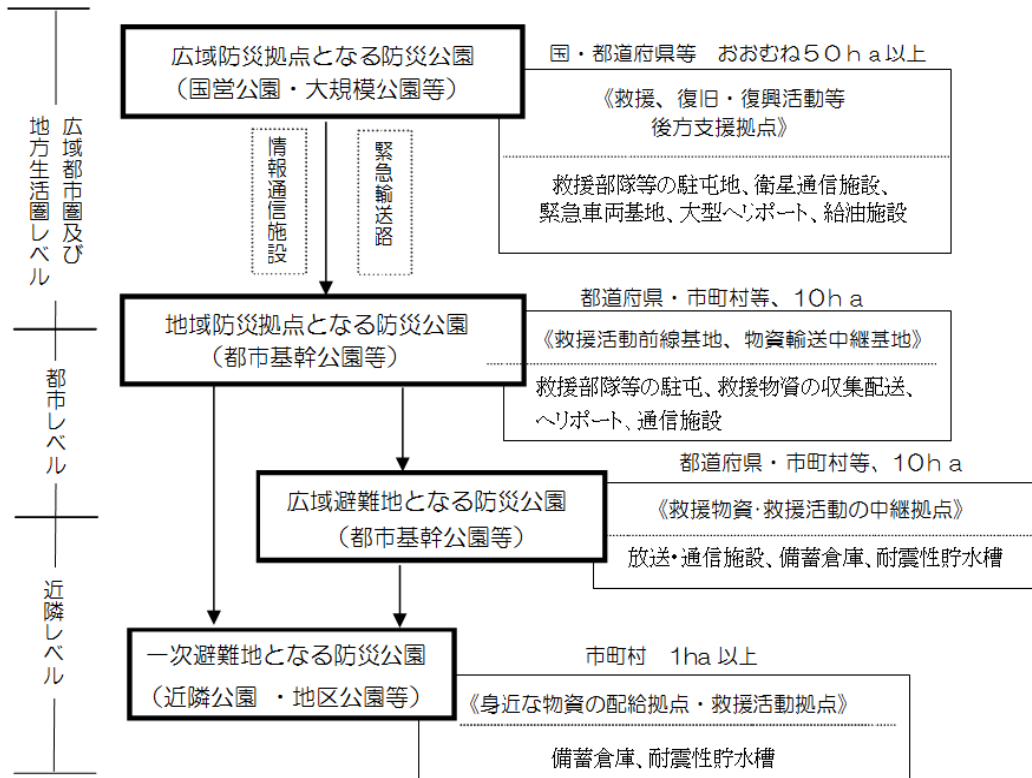 広域都市圏及び
地方生活圏レベル
都市レベル
近隣レベル
広域防災拠点となる防災公園
（国営公園・大規模公園等）
国・都道府県等　おおむね５０ｈａ以上
《救援、復旧・復興活動等
後方支援拠点》
救援部隊等の駐屯地、衛星通信施設、
緊急車両基地、大型ヘリポート、給油施設
情報通信施設
緊急輸送路
地域防災拠点となる防災公園
（都市基幹公園等）
都道府県・市町村等、10ｈａ
《救援活動前線基地、物資輸送中継基地》
救援部隊等の駐屯、救援物資の収集配送、
ヘリポート、通信施設
広域避難地となる防災公園
（都市基幹公園等）
都道府県・市町村等、10ｈａ
《救援物資･救援活動の中継拠点》
放送・通信施設、備蓄倉庫、耐震性貯水槽
一次避難地となる防災公園
（近隣公園 ・地区公園等）
市町村　1ha 以上
《身近な物資の配給拠点・救援活動拠点》
備蓄倉庫、耐震性貯水槽